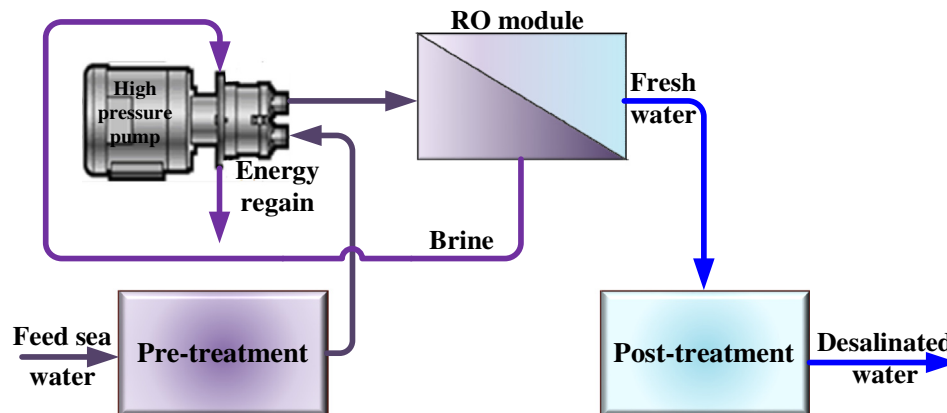 RO module
High
pressure
pump
Fresh
water
Energy
regain
Brine
Feed sea
water
Pre-treatment
Post-treatment
Desalinated
water